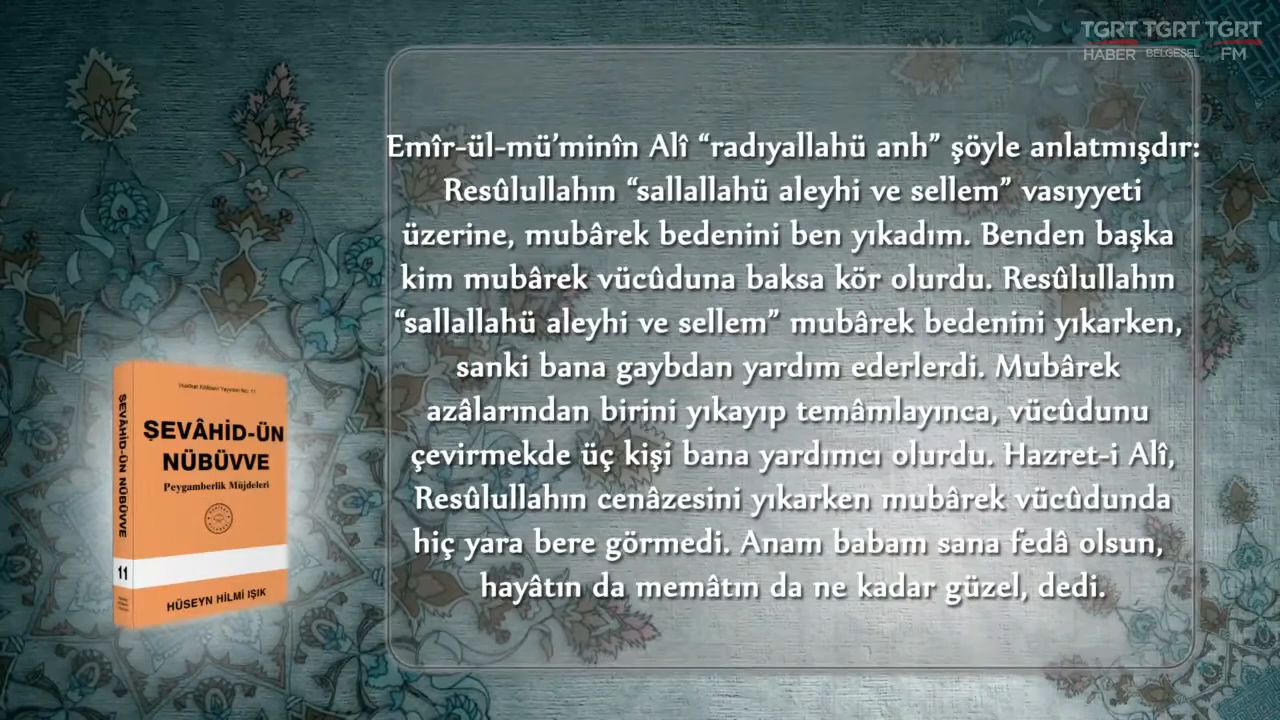 TGRT TGRT TGRT
HABER BELGESEL FM
Emîr-ül-mü’minîn Alî “radıyallahü anh” şöyle anlatmışdır:
Resûlullahın “sallallahü aleyhi ve sellem” vasıyyeti
üzerine, mubârek bedenini ben yıkadım. Benden başka
kim mubârek vücûduna baksa kör olurdu. Resûlullahın
“sallallahü aleyhi ve sellem” mubârek bedenini yıkarken,
sanki bana gaybdan yardım ederlerdi. Mubârek
azâlarından birini yıkayıp temâmlayınca, vücûdunu
çevirmekde üç kişi bana yardımcı olurdu. Hazret-i Alî,
Resûlullahın cenâzesini yıkarken mubârek vücûdunda
hiç yara bere görmedi. Anam babam sana fedâ olsun,
hayâtın da memâtın da ne kadar güzel, dedi.
Hakîkat Kitâbevi Yayınları No: 11
ŞEVÂHİD-ÜN
NÜBÜVVE
Peygamberlik Müjdeleri
HÜSEYN HİLMİ IŞIK
ŞEVÂHİD-ÜN NÜBÜVVE
11